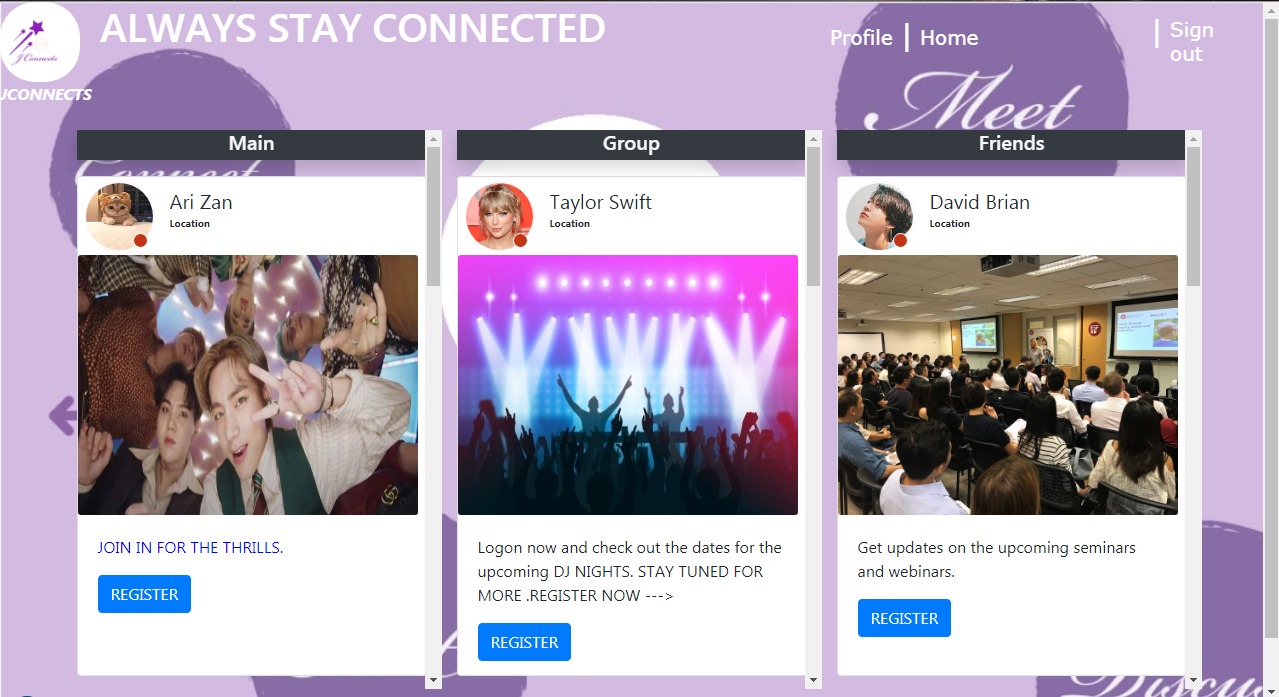 ALWAYS STAY CONNECTED
Profile | Home
| Sign
out
J Connects
JCONNECTS
Meet
Connect
Main
Group
Friends
Ari Zan
Location
Taylor Swift
Location
David Brian
Location
JOIN IN FOR THE THRILLS.
REGISTER
Logon now and check out the dates for the
upcoming DJ NIGHTS. STAY TUNED FOR
MORE .REGISTER NOW --->
REGISTER
Get updates on the upcoming seminars
and webinars.
REGISTER